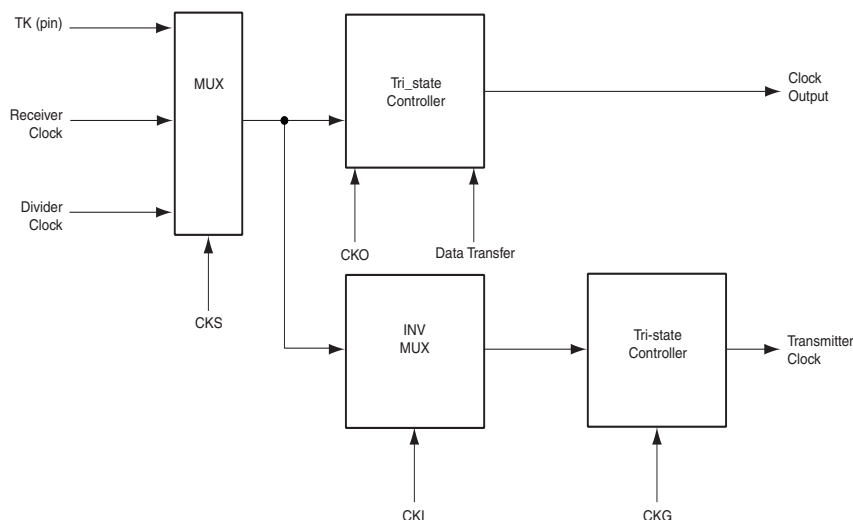 TK (pin)
MUX
Tri_state
Controller
Clock
Output
Receiver
Clock
Divider
Clock
CKO
Data Transfer
CKS
INV
MUX
Tri-state
Controller
Transmitter
Clock
CKI
CKG